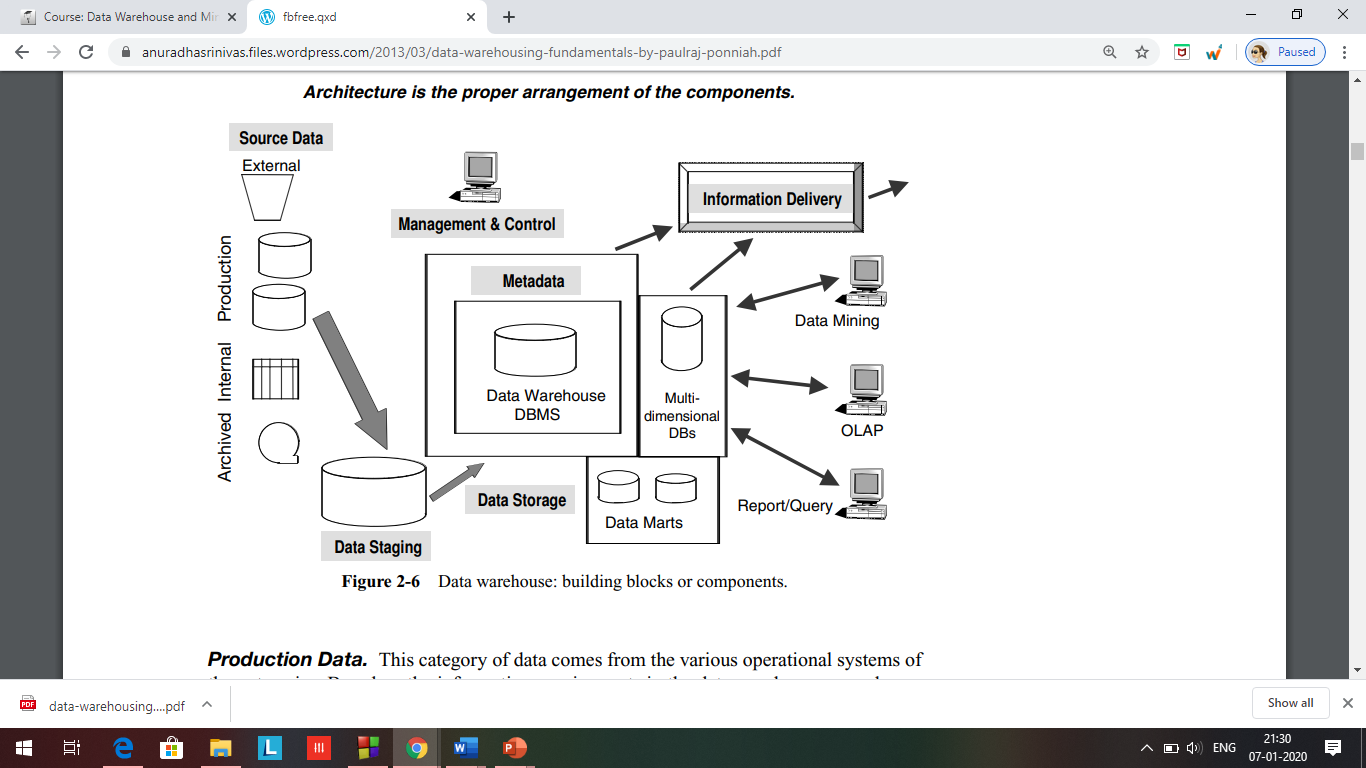 Course: Data Warehouse and Mi
fbfree.qxd
anuradhasrinivas.files.wordpress.com/2013/03/data-warehousing-fundamentals-by-paulraj-ponniah.pdf
Paused
Architecture is the proper arrangement of the components.
Source Data
External
Production
Internal
Archived
Management & Control
Information Delivery
Metadata
Data Warehouse
DBMS
Multi-
dimensional
DBs
Data Mining
OLAP
Report/Query
Data Storage
Data Marts
Data Staging
Figure 2-6 Data warehouse: building blocks or components.
Production Data. This category of data comes from the various operational systems of
data-warehousing....pdf
Show all
ENG
21:30
07-01-2020